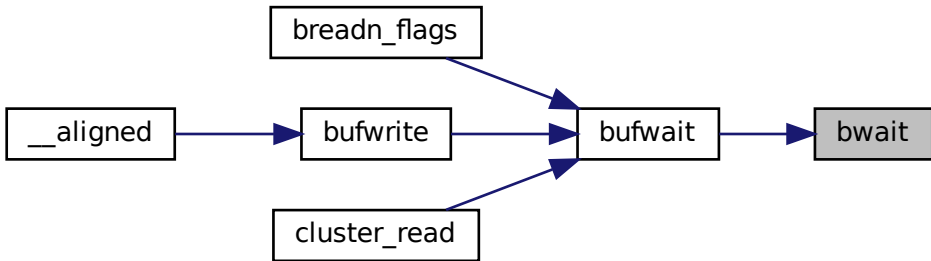 breadn_flags
__aligned
bufwrite
bufwait
bwait
cluster_read